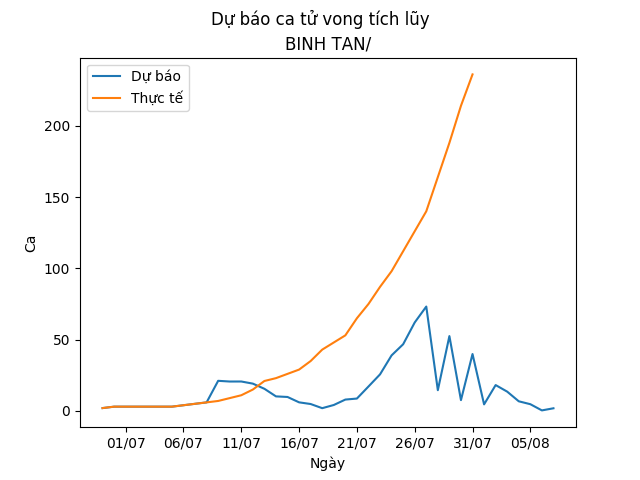 Dự báo ca tử vong tích lũy
BINH TAN/
Dự báo
Thực tế
Ca
200
150
100
50
0
01/07 06/07 11/07 16/07 21/07 26/07 31/07 05/08
Ngày